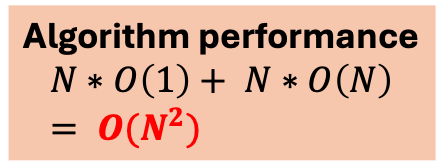 Algorithm performance
N ∗ O(1) + N ∗ O(N)
= O(N²)